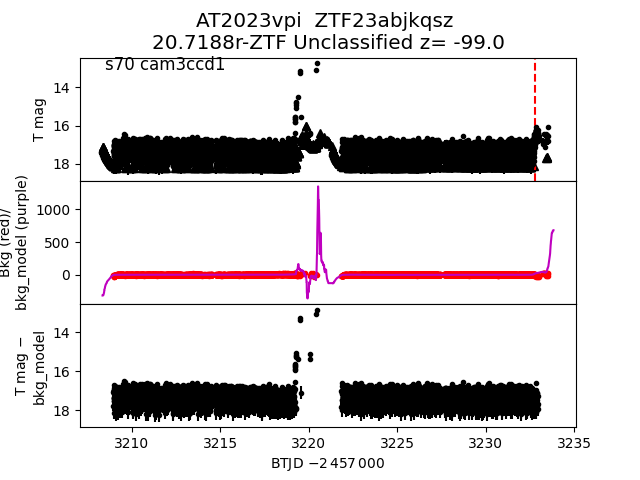 AT2023vpi  ZTF23abjkqsz
20.7188r-ZTF Unclassified z= -99.0
s70 cam3ccd1
T mag
14
16
18
Bkg (red)/
bkg_model (purple)
1000
500
0
T mag −
bkg_model
14
16
18
3210
3215
3220
3225
3230
3235
BTJD −2 457 000